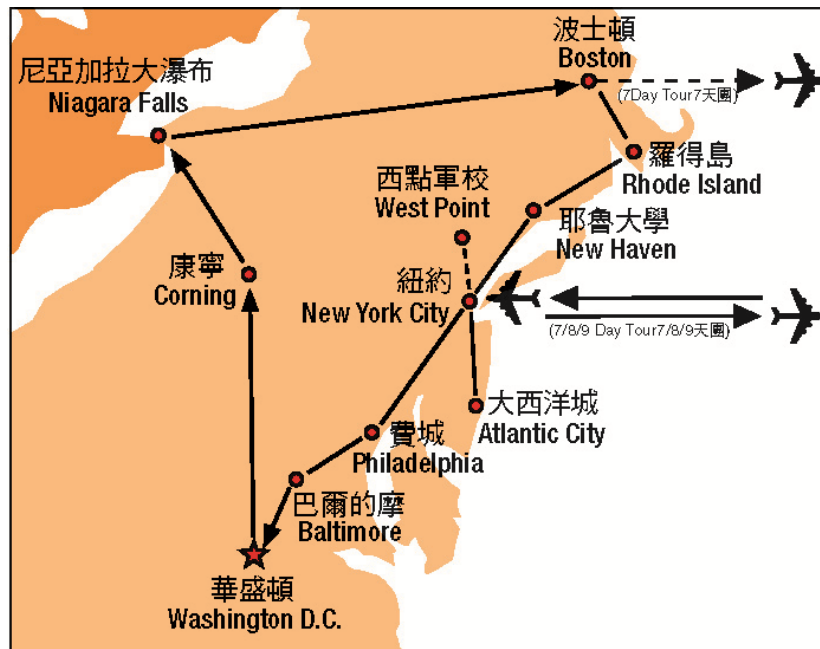 波士頓
Boston
(7Day Tour7天團)
尼亞加拉大瀑布
Niagara Falls
羅得島
Rhode Island
西點軍校
West Point
耶魯大學
New Haven
康寧
Corning
紐約
New York City
(7/8/9 Day Tour7/8/9天團)
大西洋城
Atlantic City
費城
Philadelphia
巴爾的摩
Baltimore
華盛頓
Washington D.C.